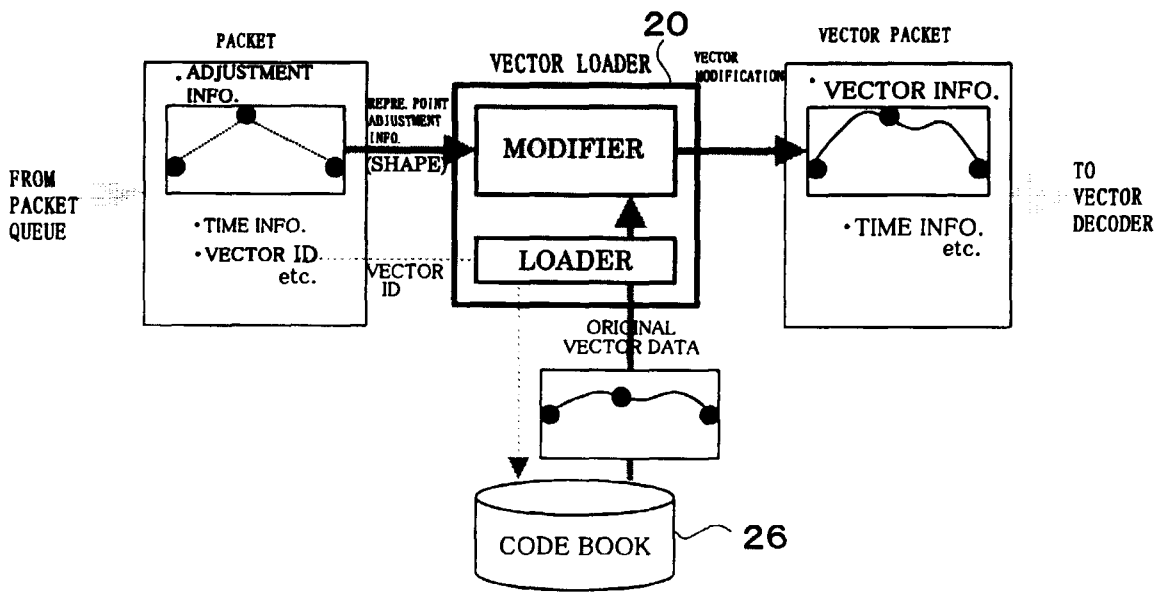 20
PACKET
VECTOR LOADER
VECTOR
MODIFICATION
VECTOR PACKET
• ADJUSTMENT
INFO.
REPRE. POINT
ADJUSTMENT
INFO.
(SHAPE)
MODIFIER
• VECTOR INFO.
FROM
PACKET
QUEUE
TO
VECTOR
DECODER
• TIME INFO.
• VECTOR ID
etc.
VECTOR
ID
LOADER
• TIME INFO.
etc.
ORIGINAL
VECTOR DATA
CODE BOOK
26